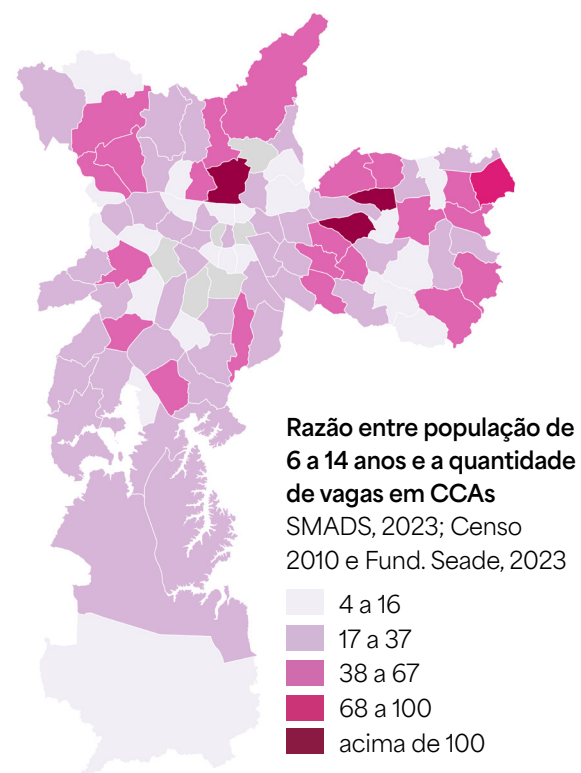 Razão entre população de
6 a 14 anos e a quantidade
de vagas em CCAs
SMADS, 2023; Censo
2010 e Fund. Seade, 2023
4 a 16
17 a 37
38 a 67
68 a 100
acima de 100